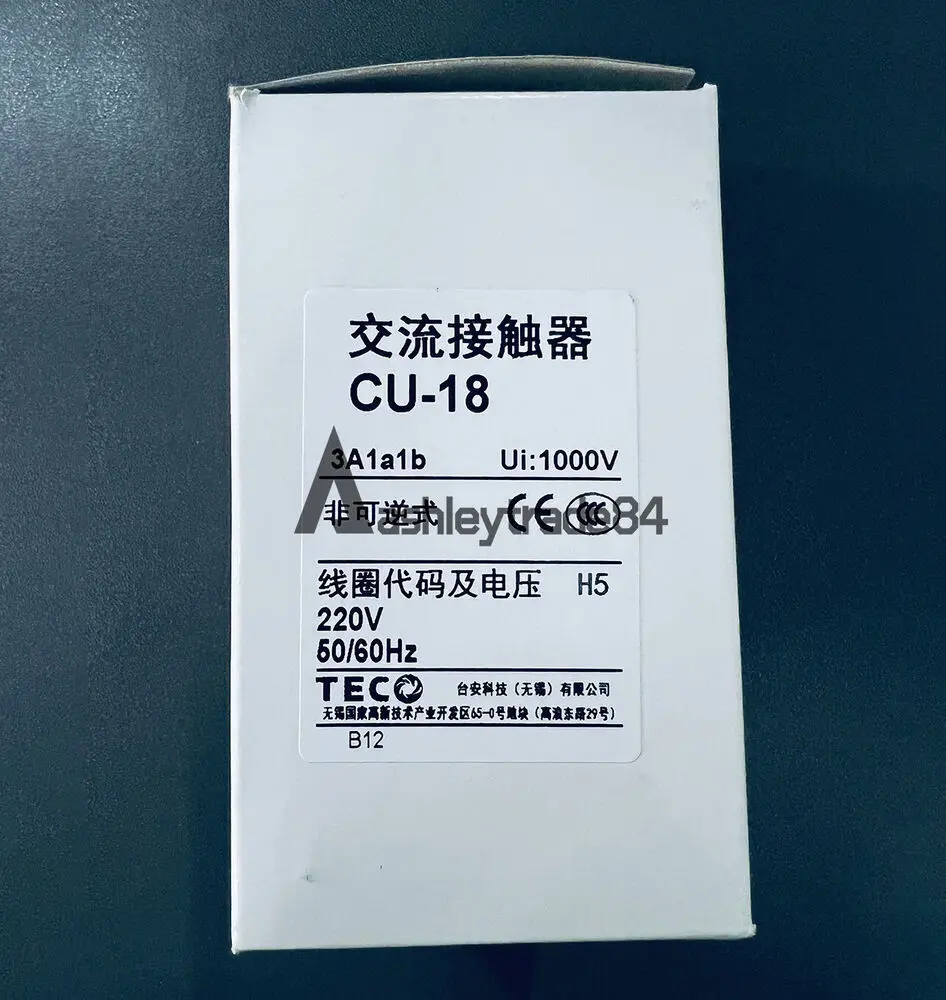 交流接触器
CU-18
3A1a1b Ui:1000V
非可逆式 CE CCC
ashleytrade84
线圈代码及电压 H5
220V
50/60Hz
TECO 台安科技(无锡)有限公司
无锡国家高新技术产业开发区65-0号地块(高浪东路29号)
B12